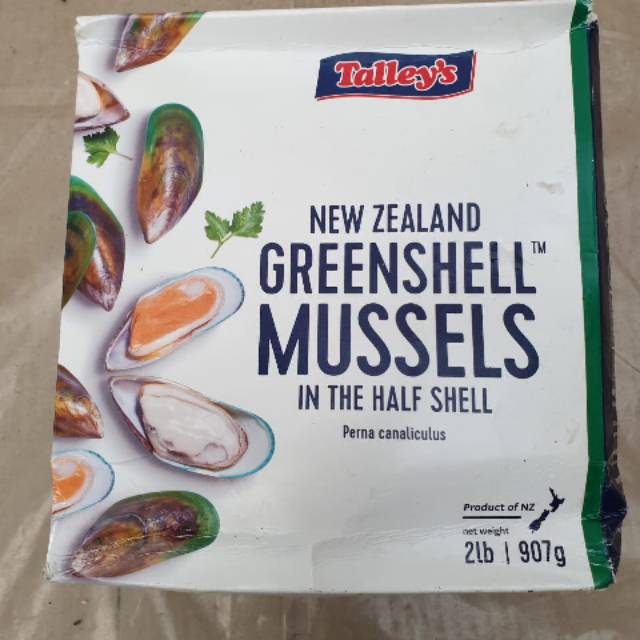 Talley's
NEW ZEALAND
GREENSHELL™
MUSSELS
IN THE HALF SHELL
Perna canaliculus
Product of NZ
net weight
2lb | 907g